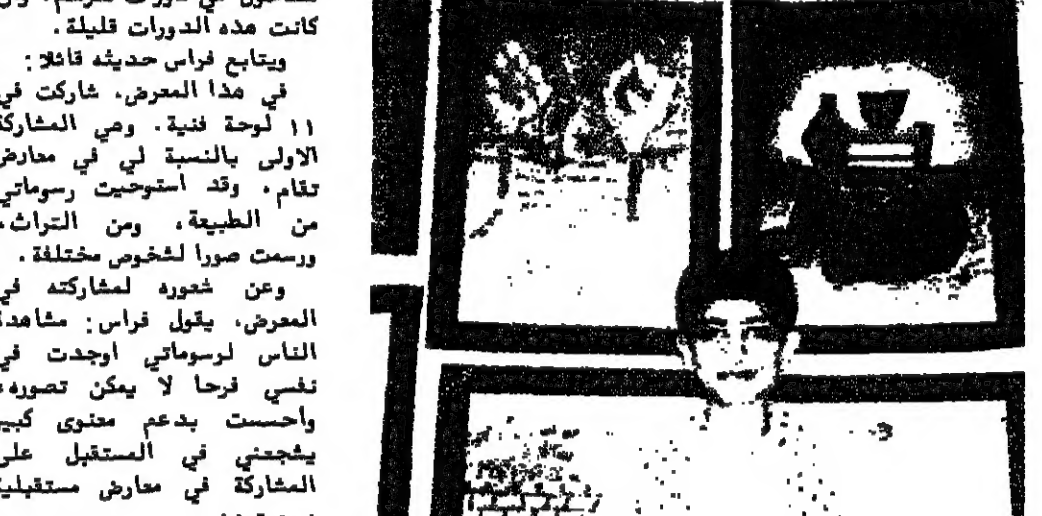 كانت هذه الدورات قليلة .
ويتابع فراس حديثه قائلا :
في هذا المعرض، شاركت في
١١ لوحة فنية. وهي المشاركة
الاولى بالنسبة لي في معارض
تقام، وقد استوحيت رسوماتي
من الطبيعة، ومن التراث،
ورسمت صورا لشخوص مختلفة .
وعن شعوره لمشاركته في
المعرض، يقول فراس: مشاهدة
الناس لرسوماتي اوجدت في
نفسي فرحا لا يمكن تصوره،
واحسست بدعم معنوى كبير
يشجعني في المستقبل على
المشاركة في معارض مستقبلية